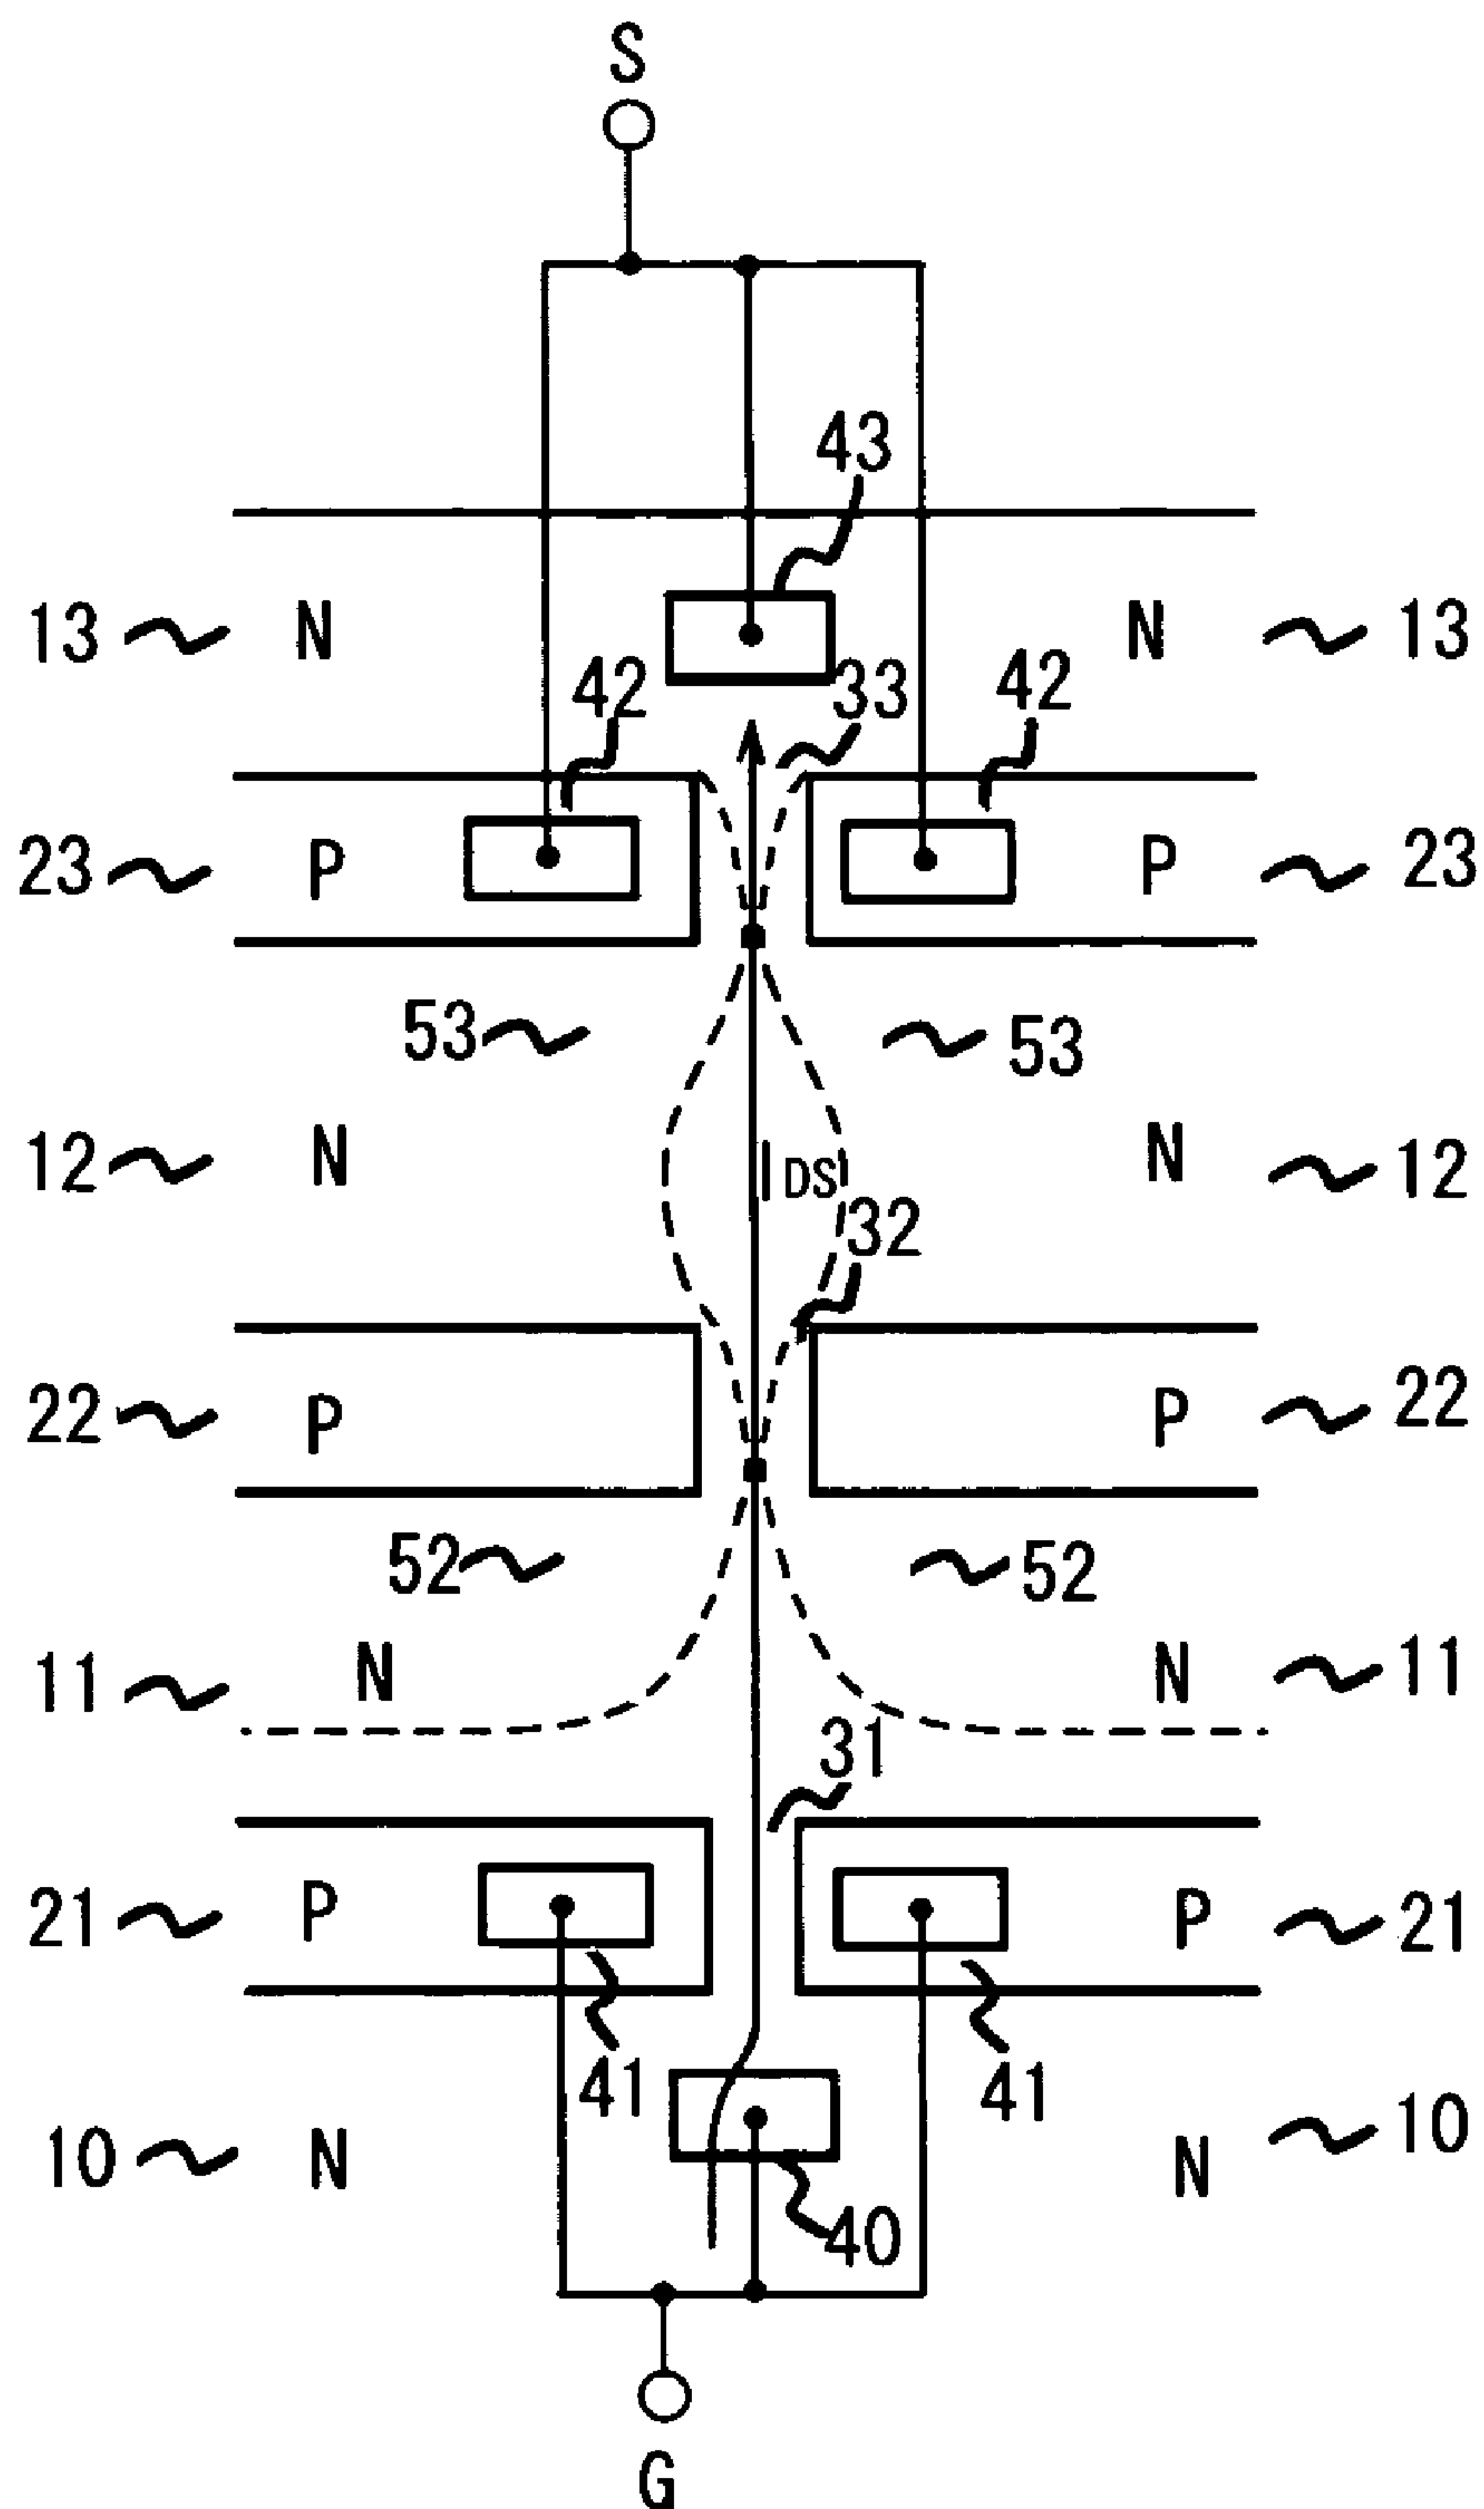 S
43
13 N N 13
42 33 42
23 P P 23
53 53
12 N IDS N 12
32
22 P P 22
52 52
11 N N 11
31
21 P P 21
41 41
10 N N 10
40
G